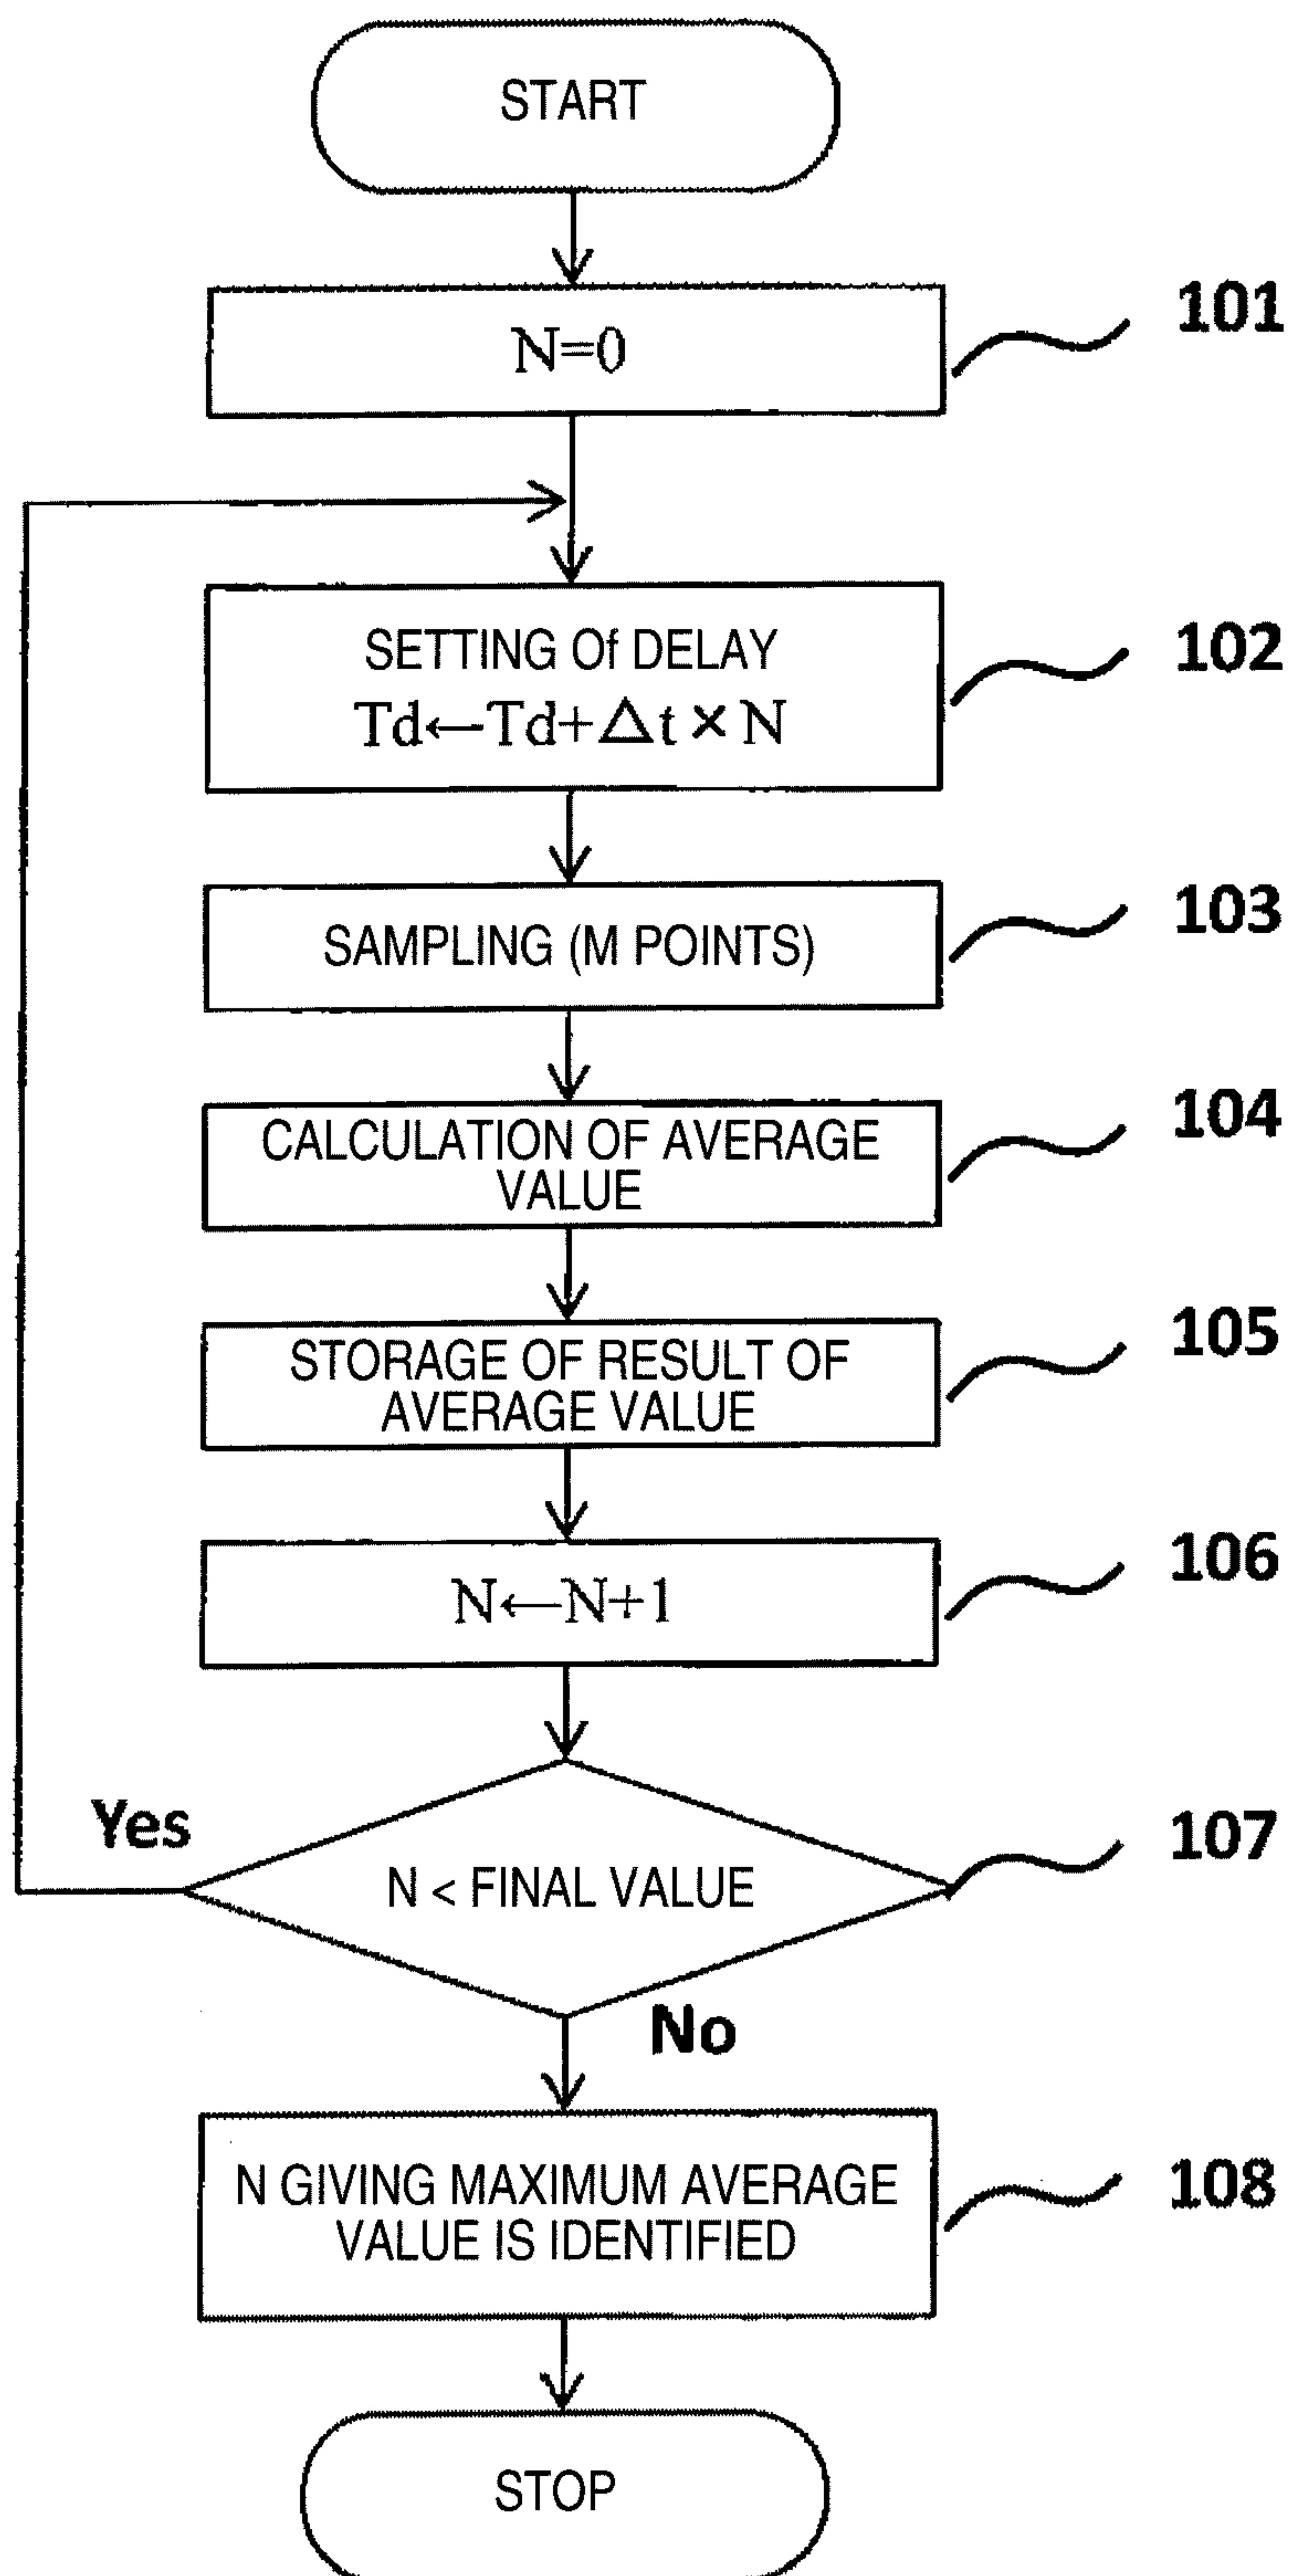 START
N=0
101
SETTING Of DELAY
Td←Td+△t×N
102
SAMPLING (M POINTS)
103
CALCULATION OF AVERAGE
VALUE
104
STORAGE OF RESULT OF
AVERAGE VALUE
105
N←N+1
106
Yes
N < FINAL VALUE
107
No
N GIVING MAXIMUM AVERAGE
VALUE IS IDENTIFIED
108
STOP